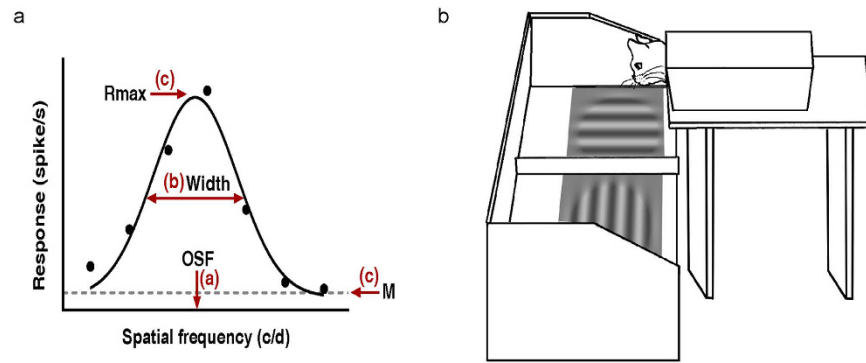 a
b
(c)
Rmax
(b) Width
OSF
(a)
(c)
M
Response (spike/s)
Spatial frequency (c/d)